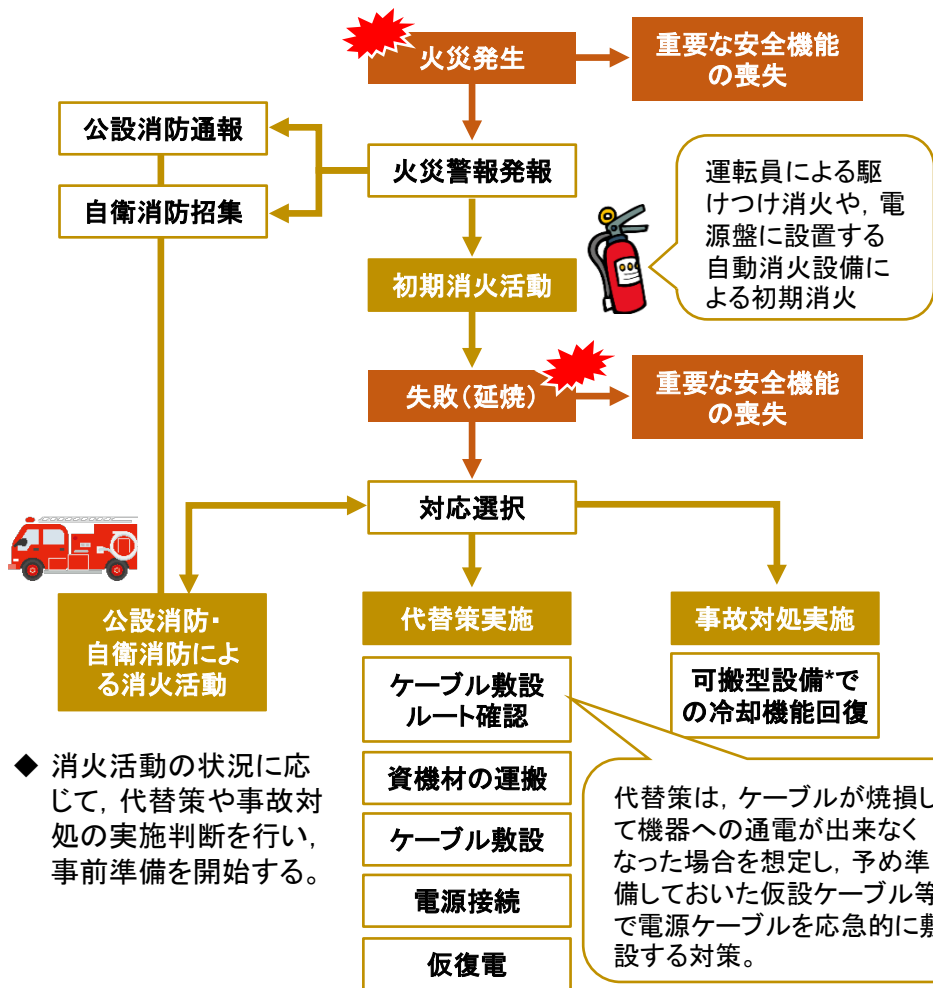 火災発生
重要な安全機能
の喪失
公設消防通報
火災警報発報
自衛消防招集
運転員による駆
けつけ消火や，電
源盤に設置する
自動消火設備に
よる初期消火
初期消火活動
失敗（延焼）
重要な安全機能
の喪失
対応選択
公設消防・
自衛消防によ
る消火活動
代替策実施
事故対処実施
ケーブル敷設
ルート確認
可搬型設備*で
の冷却機能回復
◆ 消火活動の状況に応
じて，代替策や事故対
処の実施判断を行い，
事前準備を開始する。
資機材の運搬
ケーブル敷設
電源接続
仮復電
代替策は，ケーブルが焼損し
て機器への通電が出来なく
なった場合を想定し，予め準
備しておいた仮設ケーブル等
で電源ケーブルを応急的に敷
設する対策。